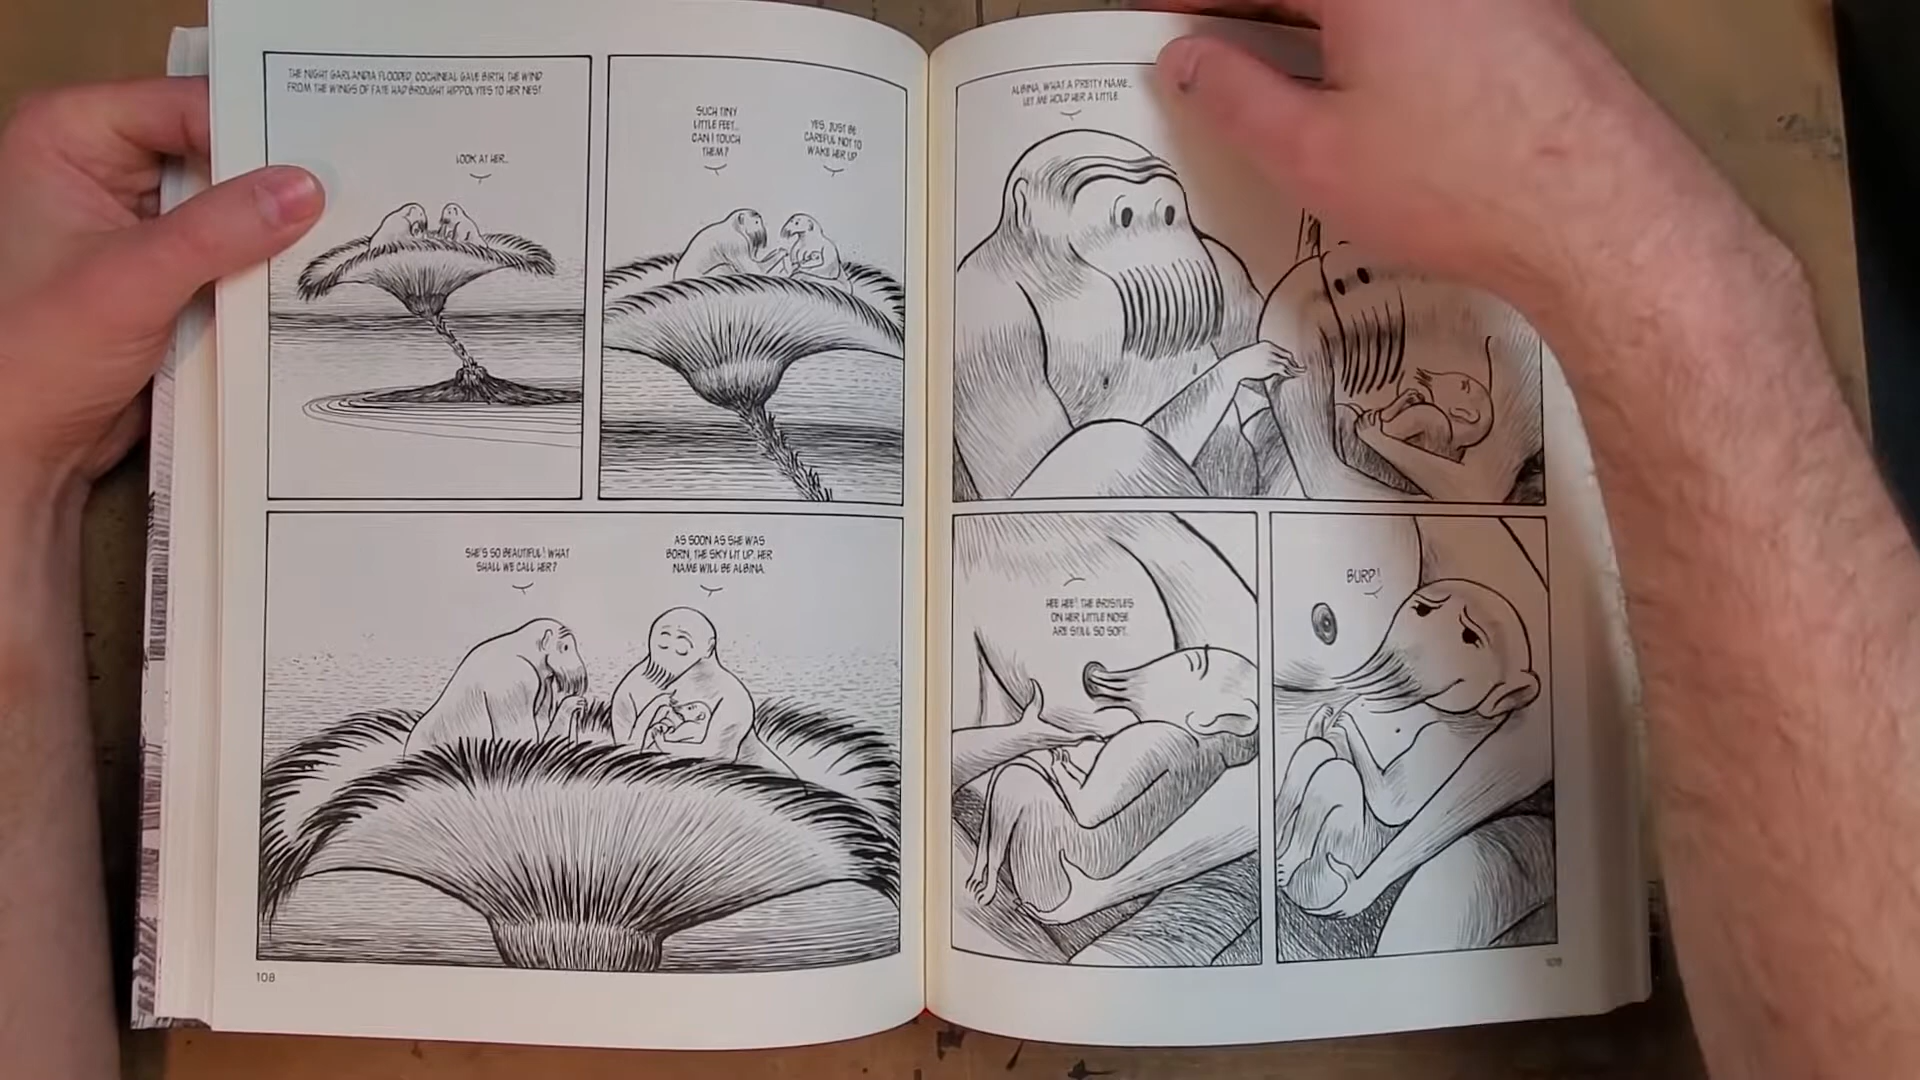 THE NIGHT GARLANDIA FLOODED, COCHINEAL GAVE BIRTH. THE WIND
FROM THE WINGS OF FATE HAD BROUGHT HIPPOLYTES TO HER NEST.
LOOK AT HER...
SUCH TINY
LITTLE FEET...
CAN I TOUCH
THEM?
YES, JUST BE
CAREFUL NOT TO
WAKE HER UP.
SHE'S SO BEAUTIFUL! WHAT
SHALL WE CALL HER?
AS SOON AS SHE WAS
BORN, THE SKY LIT UP. HER
NAME WILL BE ALBINA.
108
ALBINA, WHAT A PRETTY NAME...
LET ME HOLD HER A LITTLE.
HEE HEE! THE BRISTLES
ON HER LITTLE NOSE
ARE STILL SO SOFT.
BURP!
109